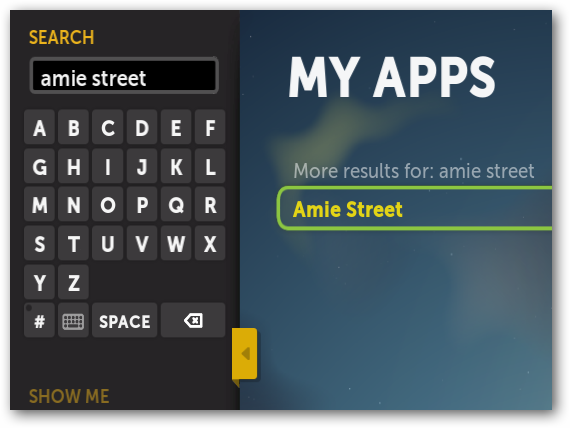 SEARCH
amie street
A B C D E F
G H I J K L
M N O P Q R
S T U V W X
Y Z
# SPACE
SHOW ME
MY APPS
More results for: amie street
Amie Street